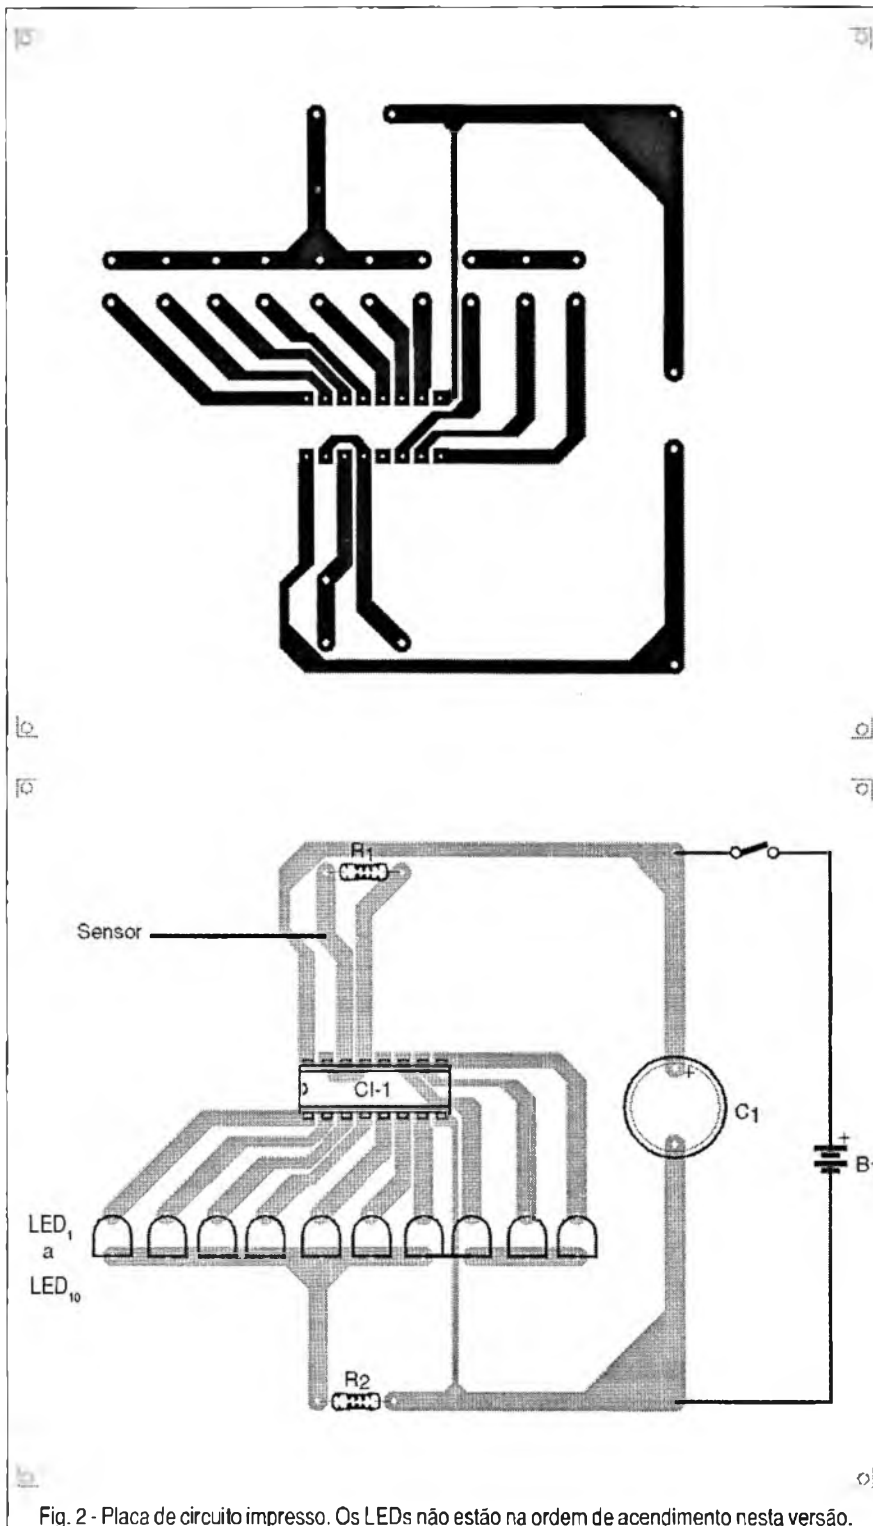 R1
Sensor
+
CI-1
C1
+
B1
LED1
a
LED10
R2
Fig. 2 - Placa de circuito impresso. Os LEDs não estão na ordem de acendimento nesta versão.